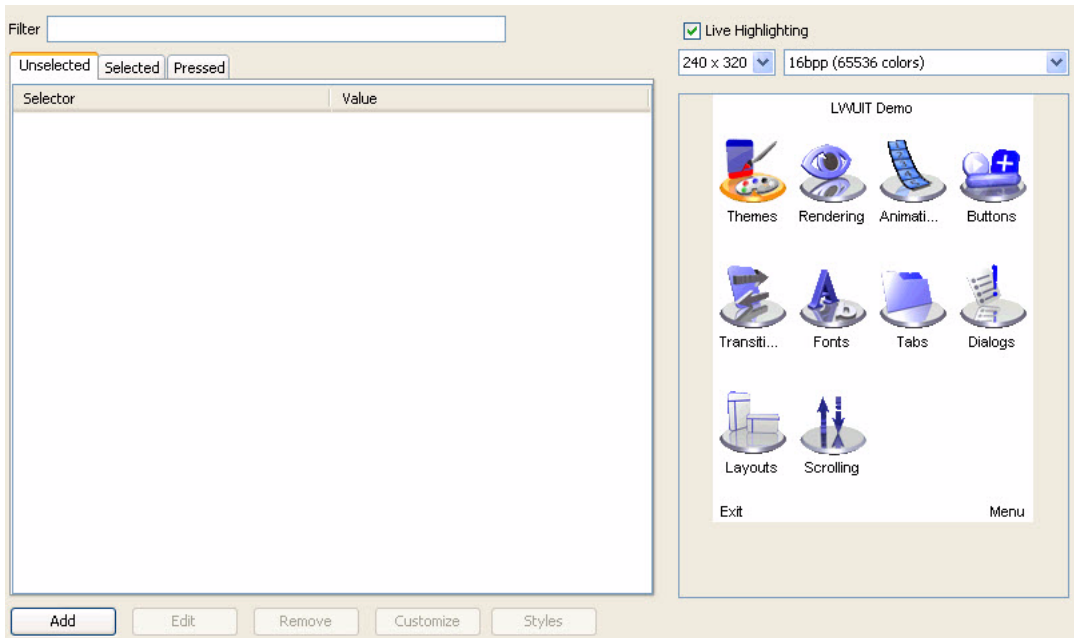 Filter
Unselected Selected Pressed
Selector Value
Add Edit Remove Customize Styles
Live Highlighting
240 x 320 16bpp (65536 colors)
LWUIT Demo
Themes Rendering Animati... Buttons
Transiti... Fonts Tabs Dialogs
Layouts Scrolling
Exit Menu